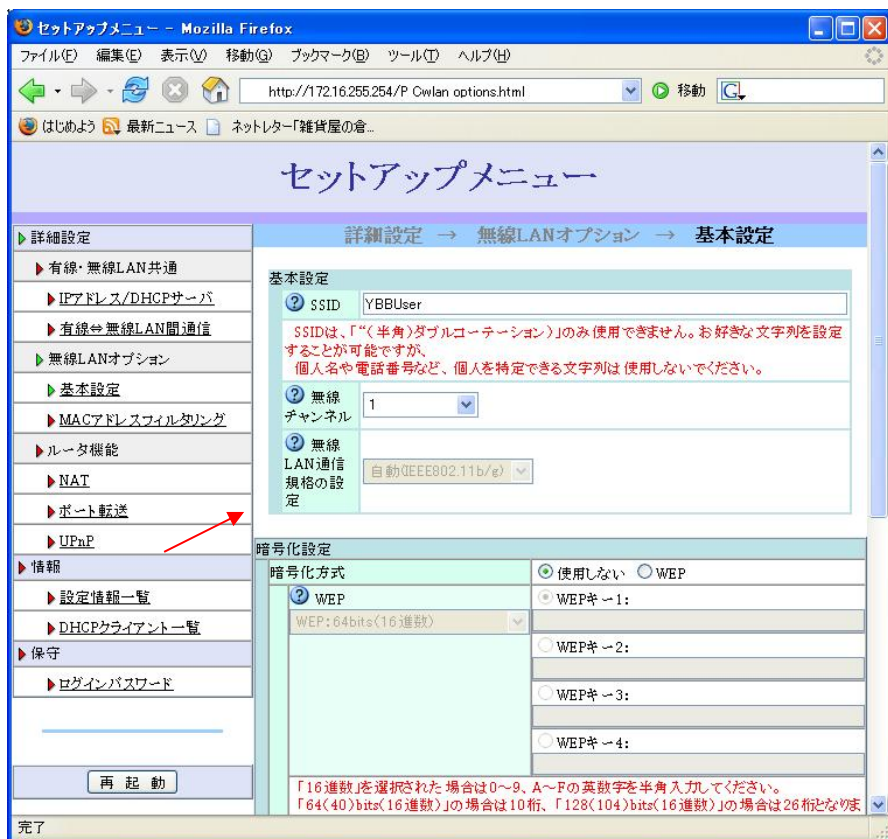 セットアップメニュー - Mozilla Firefox
ファイル(F) 編集(E) 表示(V) 移動(G) ブックマーク(B) ツール(T) ヘルプ(H)
http://172.16.255.254/P Cwlan options.html
移動
G
はじめよう 最新ニュース ネットレター「雑貨屋の倉...
セットアップメニュー
詳細設定 → 無線LANオプション → 基本設定
詳細設定
有線・無線LAN共通
IPアドレス/DHCPサーバ
有線⇔無線LAN間通信
無線LANオプション
基本設定
MACアドレスフィルタリング
ルータ機能
NAT
ポート転送
UPnP
情報
設定情報一覧
DHCPクライアント一覧
保守
ログインパスワード
再 起 動
基本設定
? SSID YBBUser
SSIDは、「“(半角)ダブルコーテーション)」のみ使用できません。お好きな文字列を設定
することが可能ですが、
個人名や電話番号など、個人を特定できる文字列は使用しないでください。
? 無線
チャンネル
1
? 無線
LAN通信
規格の設
定
自動(IEEE802.11b/g)
暗号化設定
暗号化方式
使用しない WEP
? WEP
WEP:64bits(16進数)
WEPキー1:
WEPキー2:
WEPキー3:
WEPキー4:
「16進数」を選択された場合は0~9、A~Fの英数字を半角入力してください。
「64(40)bits(16進数)」の場合は10桁、「128(104)bits(16進数)」の場合は26桁となりま
完了